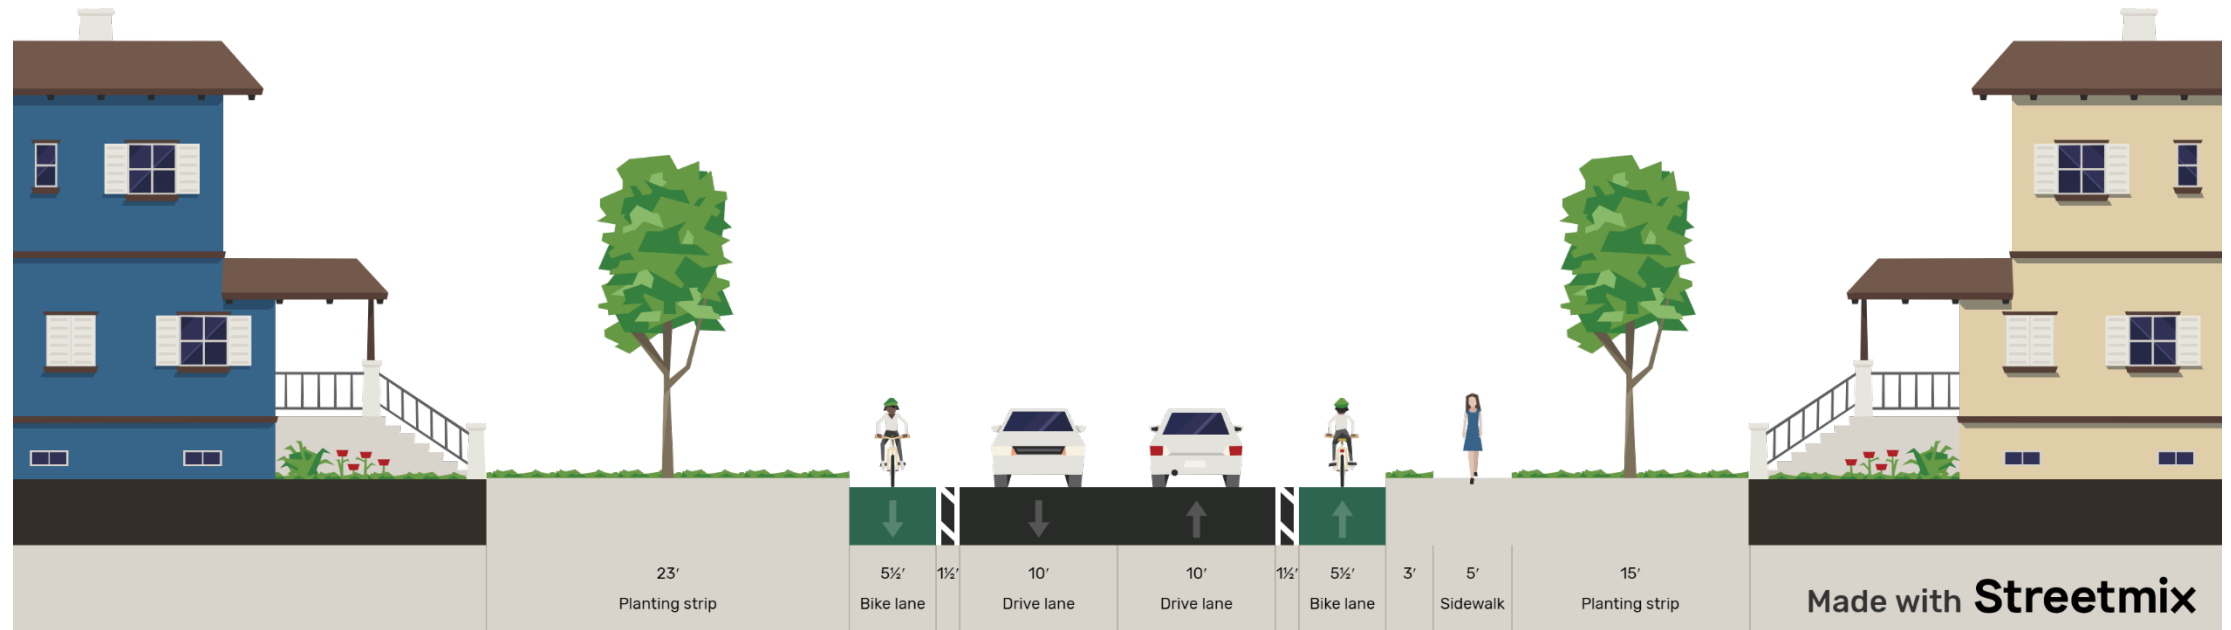 23′
Planting strip
5½′
Bike lane
1½′
10′
Drive lane
10′
Drive lane
1½′
5½′
Bike lane
3′
5′
Sidewalk
15′
Planting strip
Made with Streetmix